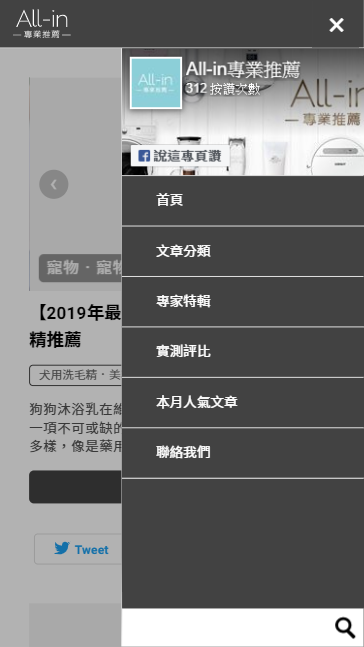 All-in
專業推薦
All-in
專業推薦
All-in專業推薦
312 按讚次數
All-in
專業推薦
說這專頁讚
首頁
寵物・寵物
文章分類
專家特輯
【2019年最
精推薦
實測評比
犬用洗毛精・美
本月人氣文章
狗狗沐浴乳在維
一項不可或缺的
多樣，像是藥用
聯絡我們
Tweet